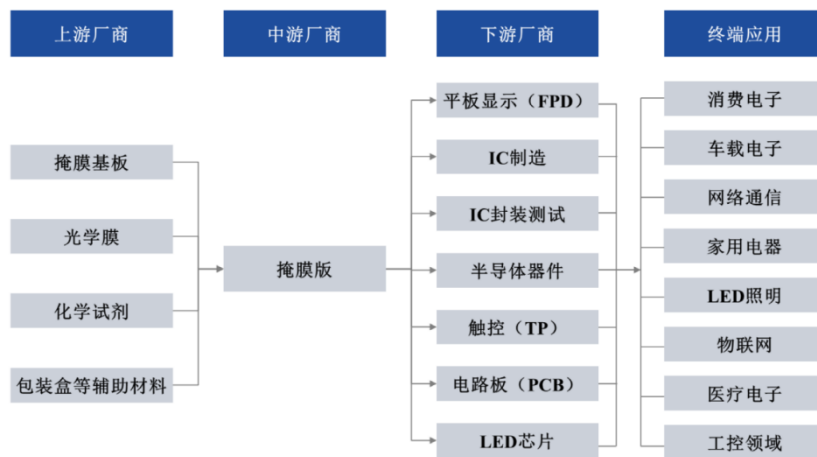 上游厂商
中游厂商
下游厂商
终端应用
掩膜基板
光学膜
化学试剂
包装盒等辅助材料
掩膜版
平板显示（FPD）
IC制造
IC封装测试
半导体器件
触控（TP）
电路板（PCB）
LED芯片
消费电子
车载电子
网络通信
家用电器
LED照明
物联网
医疗电子
工控领域